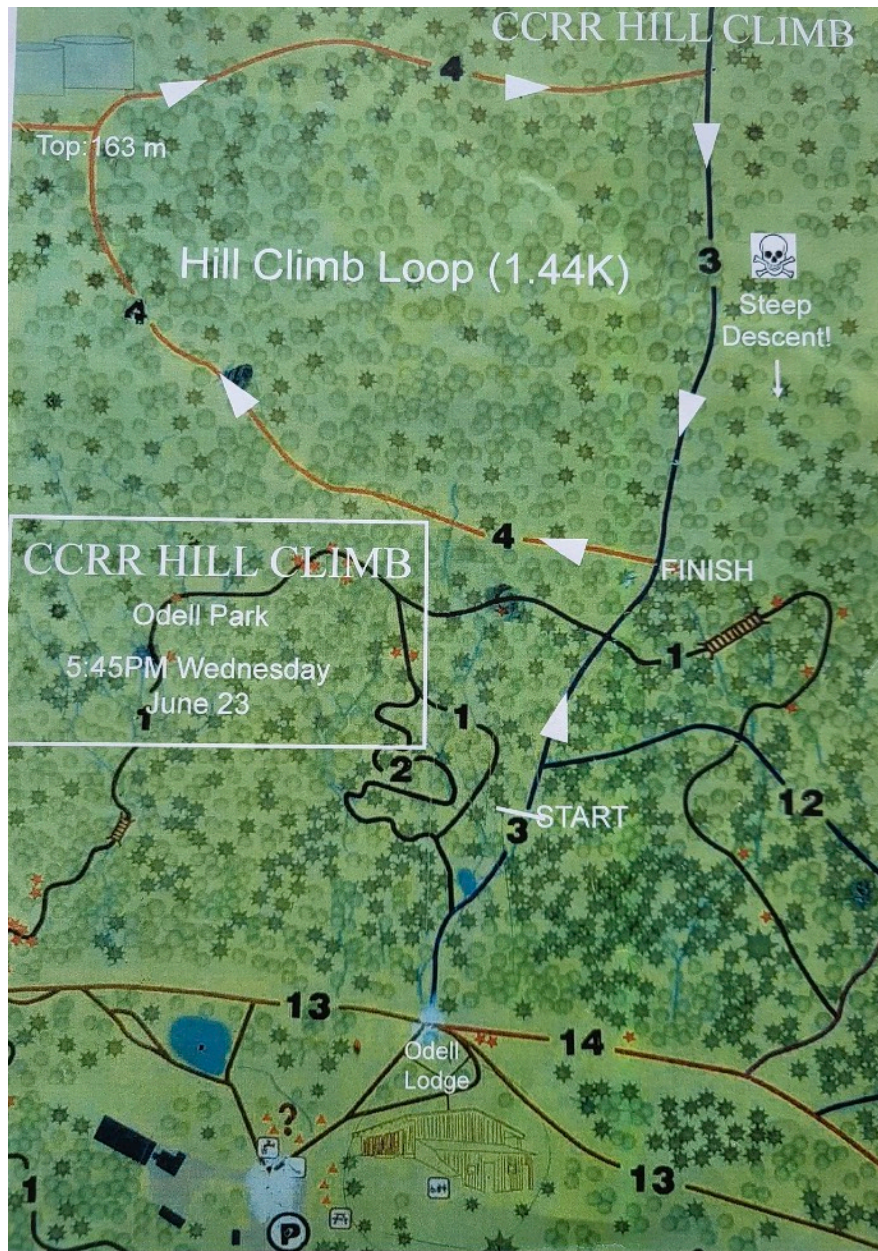 CCRR HILL CLIMB
4
Top:163 m
Hill Climb Loop (1.44K)
3
Steep
Descent!
4
4
FINISH
CCRR HILL CLIMB
Odell Park
5:45PM Wednesday
June 23
1
1
1
2
12
START
3
13
14
Odell
Lodge
?
13
1
P